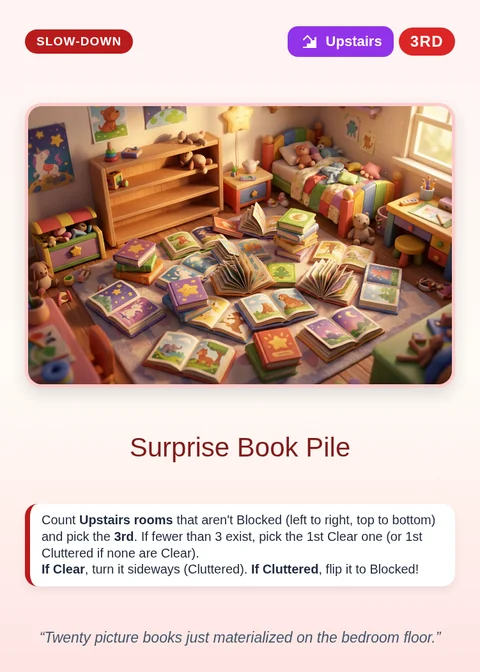 SLOW-DOWN
Upstairs
3RD
Surprise Book Pile
Count Upstairs rooms that aren't Blocked (left to right, top to bottom)
and pick the 3rd. If fewer than 3 exist, pick the 1st Clear one (or 1st
Cluttered if none are Clear).
If Clear, turn it sideways (Cluttered). If Cluttered, flip it to Blocked!
“Twenty picture books just materialized on the bedroom floor.”